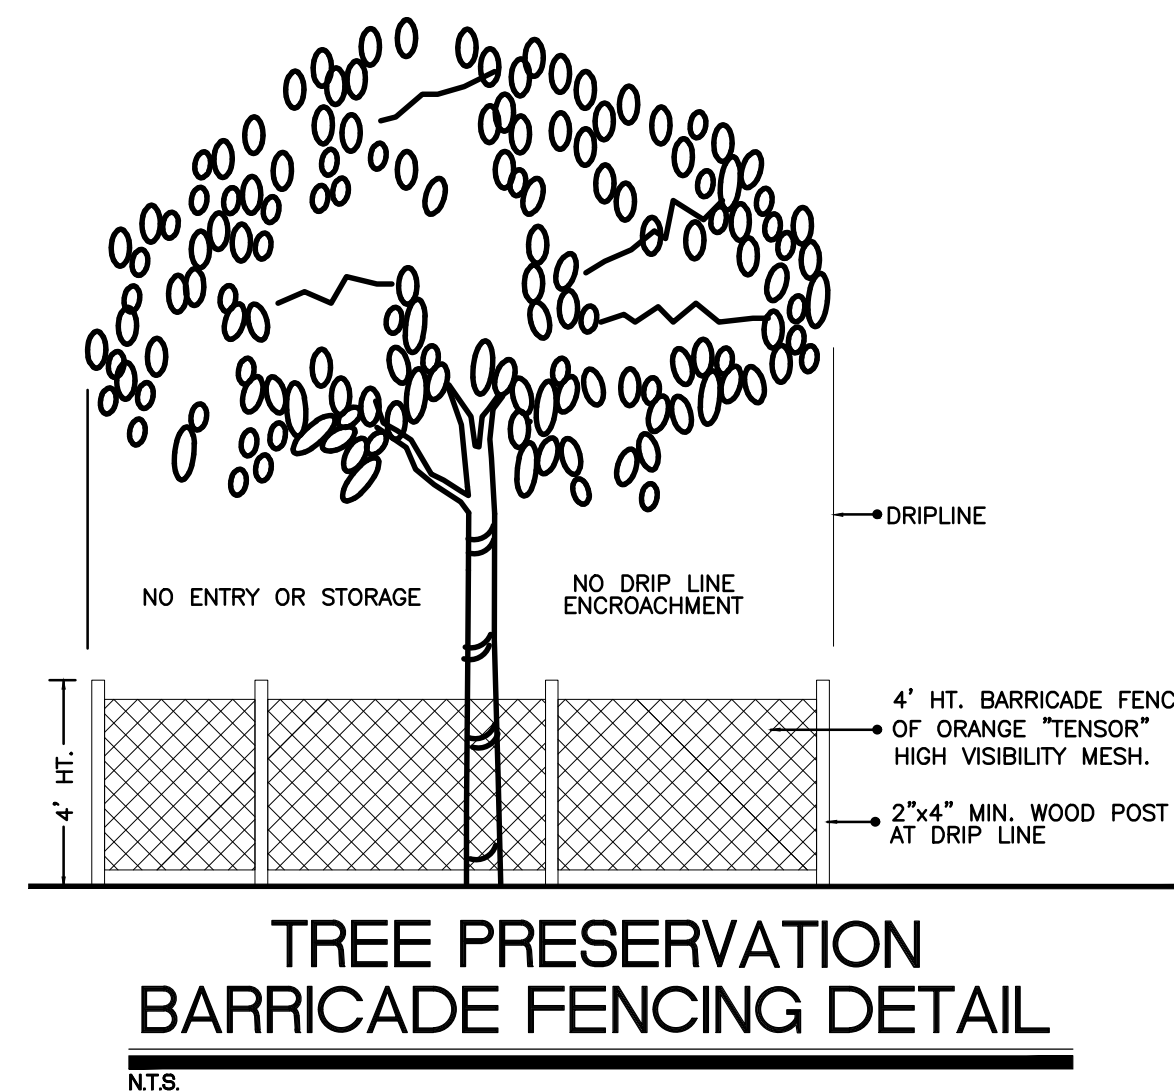 DRIPLINE
NO ENTRY OR STORAGE
NO DRIP LINE
ENCROACHMENT
4' HT. BARRICADE FENC
OF ORANGE "TENSOR"
HIGH VISIBILITY MESH.
4' HT.
2"x4" MIN. WOOD POST
AT DRIP LINE
TREE PRESERVATION
BARRICADE FENCING DETAIL
N.T.S.